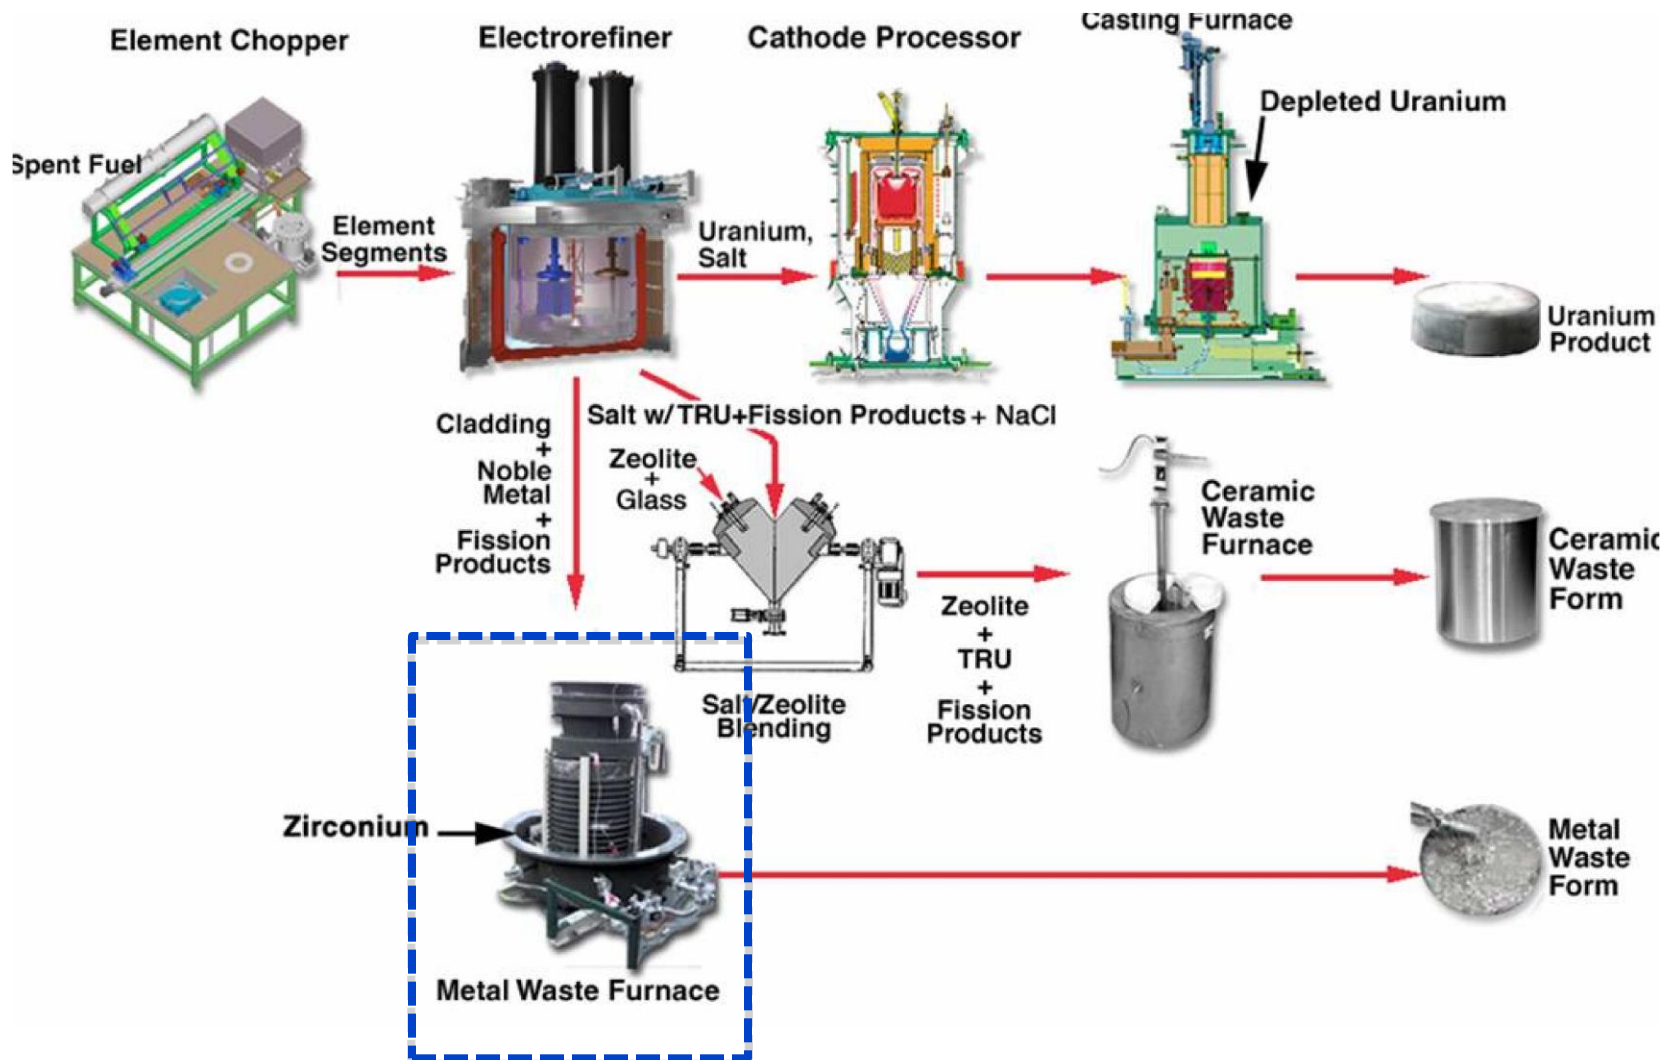 Element Chopper
Electrorefiner
Cathode Processor
Casting Furnace
Depleted Uranium
Spent Fuel
Element
Segments
Uranium,
Salt
Uranium
Product
Cladding
+
Noble
Metal
+
Fission
Products
Salt w/TRU+Fission Products + NaCl
Zeolite
+
Glass
Ceramic
Waste
Furnace
Ceramic
Waste
Form
Zeolite
+
TRU
+
Fission
Products
Salt/Zeolite
Blending
Zirconium
Metal
Waste
Form
Metal Waste Furnace